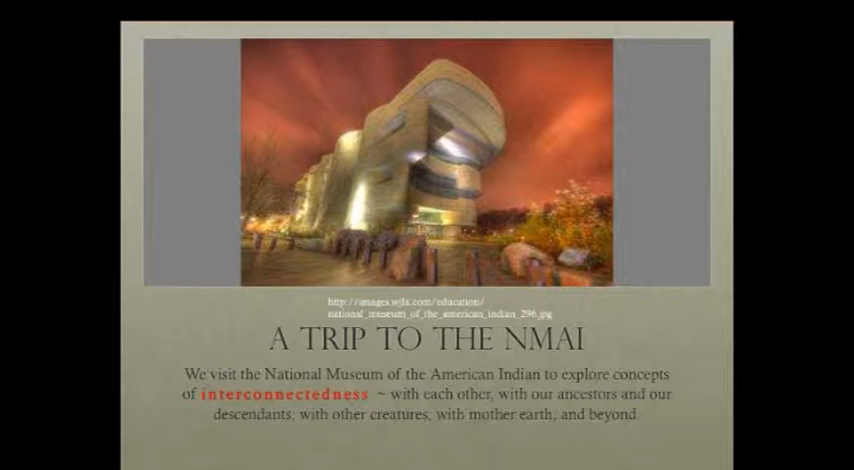 http://images.wjla.com/education/
national_museum_of_the_american_indian_296.jpg
A TRIP TO THE NMAI
We visit the National Museum of the American Indian to explore concepts
of interconnectedness ~ with each other, with our ancestors and our
descendants, with other creatures, with mother earth, and beyond.